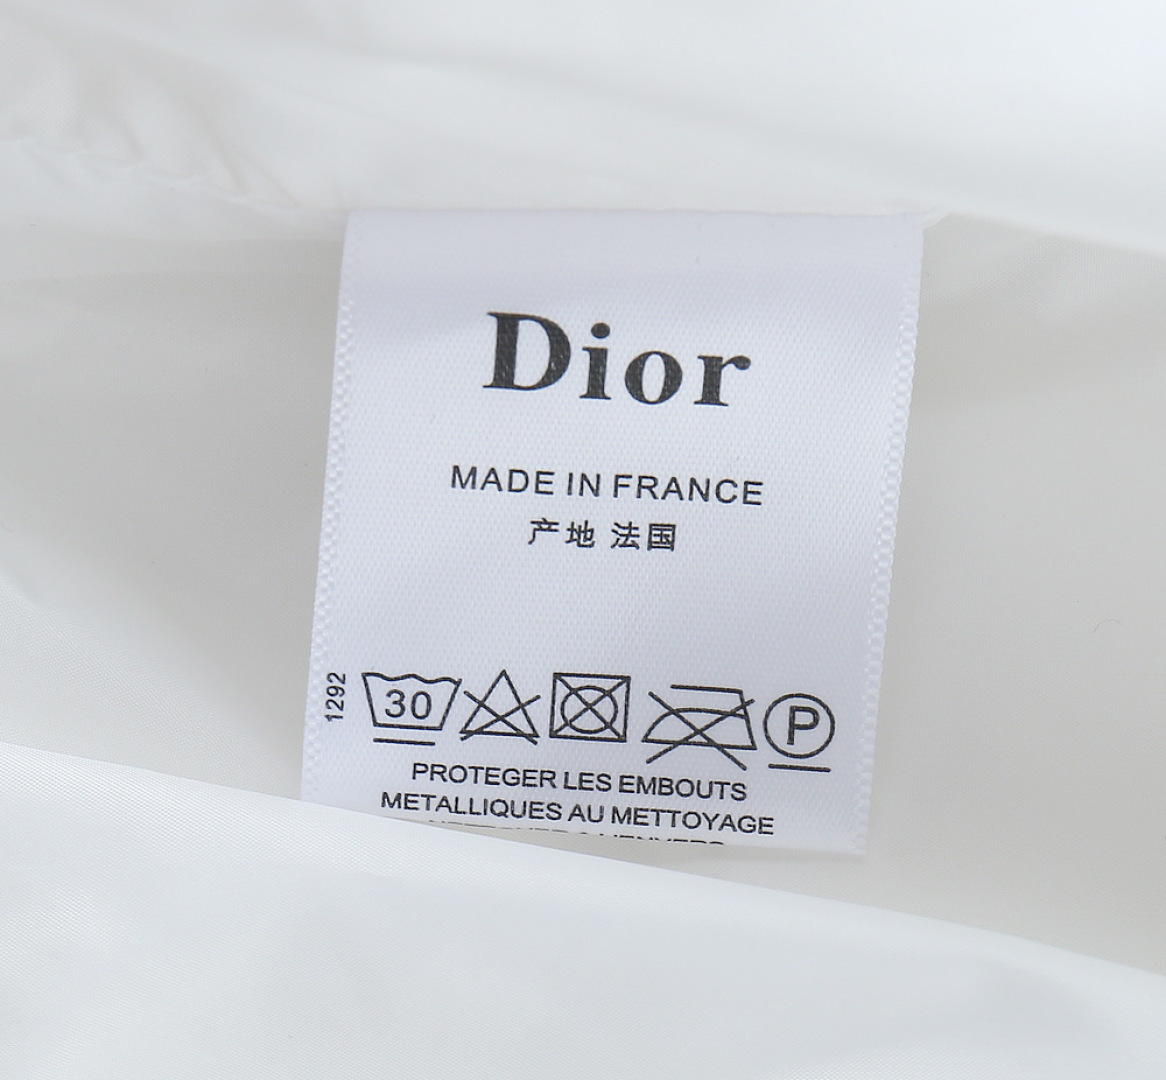 Dior
MADE IN FRANCE
产地 法国
1292
30
P
PROTEGER LES EMBOUTS
METALLIQUES AU METTOYAGE